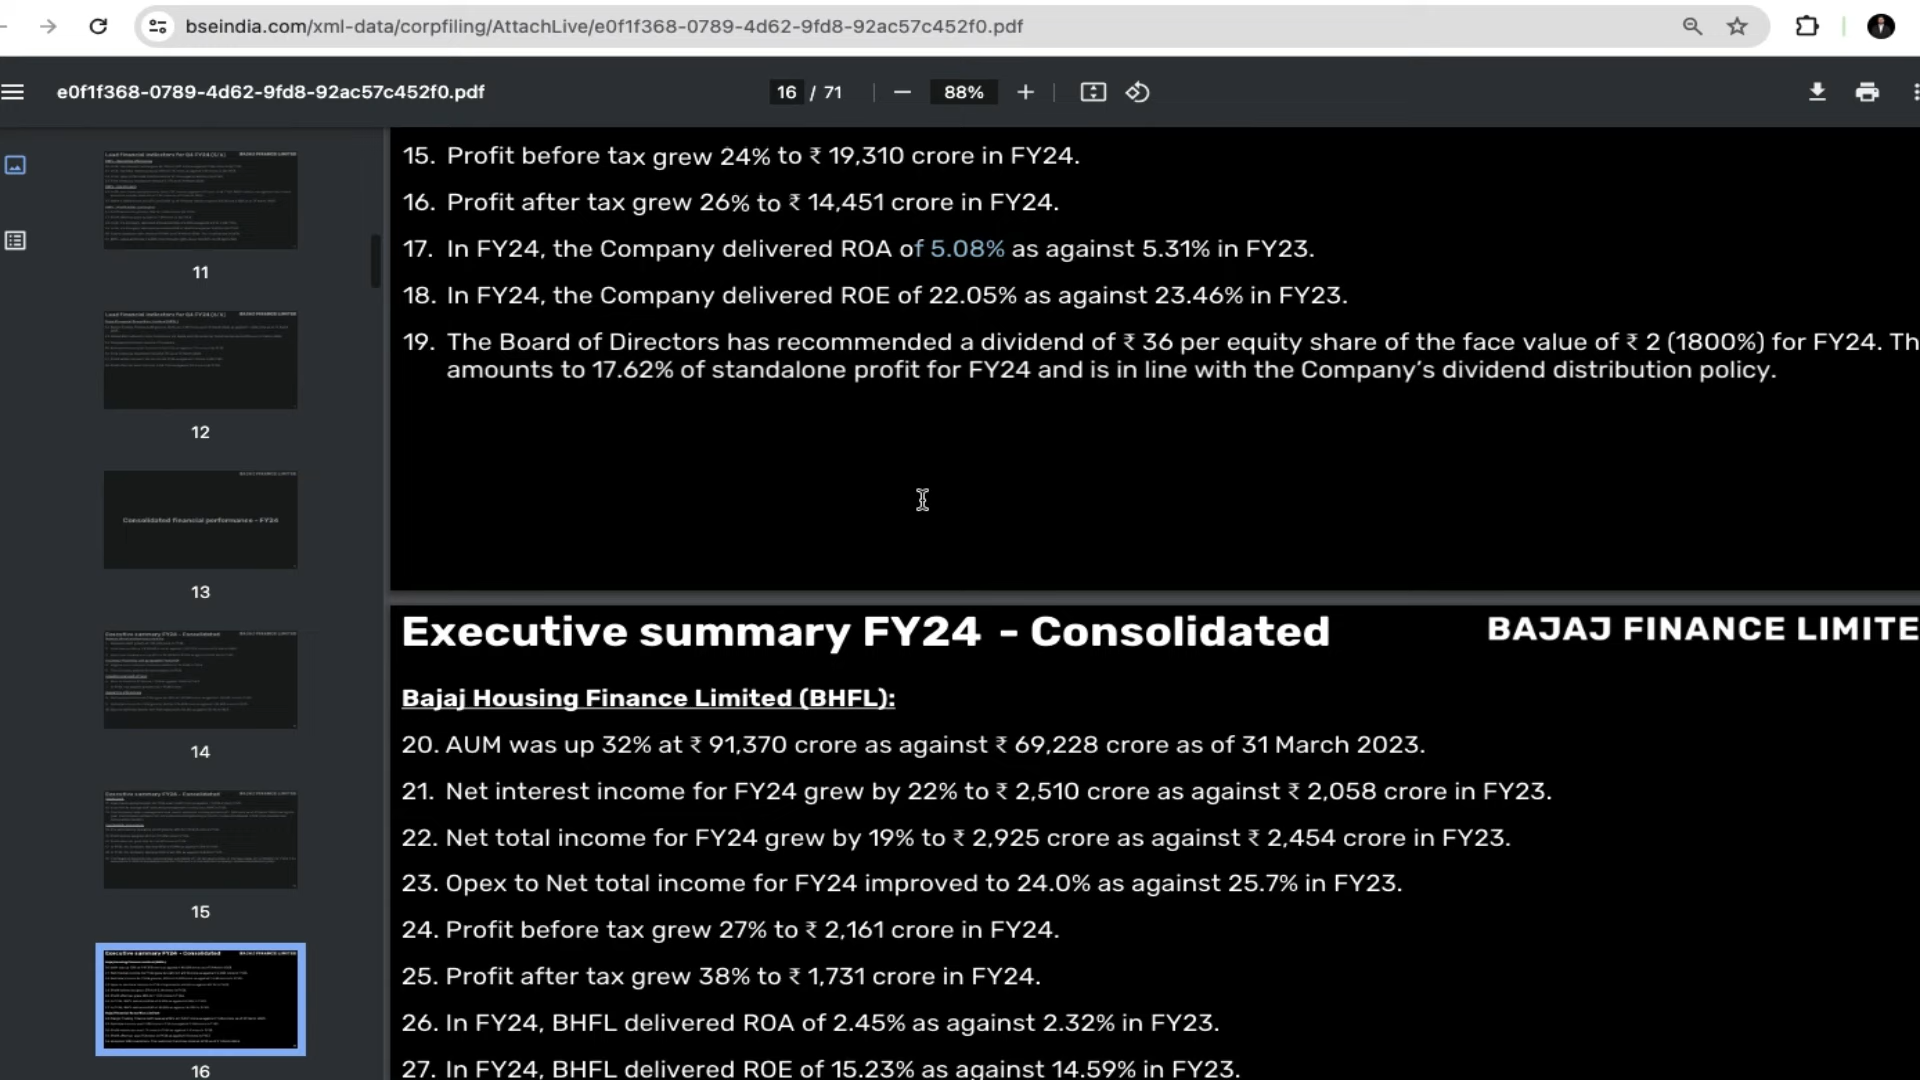 bseindia.com/xml-data/corpfiling/AttachLive/e0f1f368-0789-4d62-9fd8-92ac57c452f0.pdf
e0f1f368-0789-4d62-9fd8-92ac57c452f0.pdf
16 / 71
88%
11
12
Consolidated financial performance - FY24
13
14
15
16
15. Profit before tax grew 24% to ₹ 19,310 crore in FY24.
16. Profit after tax grew 26% to ₹ 14,451 crore in FY24.
17. In FY24, the Company delivered ROA of 5.08% as against 5.31% in FY23.
18. In FY24, the Company delivered ROE of 22.05% as against 23.46% in FY23.
19. The Board of Directors has recommended a dividend of ₹ 36 per equity share of the face value of ₹ 2 (1800%) for FY24. Th
amounts to 17.62% of standalone profit for FY24 and is in line with the Company’s dividend distribution policy.
Executive summary FY24 - Consolidated
BAJAJ FINANCE LIMITE
Bajaj Housing Finance Limited (BHFL):
20. AUM was up 32% at ₹ 91,370 crore as against ₹ 69,228 crore as of 31 March 2023.
21. Net interest income for FY24 grew by 22% to ₹ 2,510 crore as against ₹ 2,058 crore in FY23.
22. Net total income for FY24 grew by 19% to ₹ 2,925 crore as against ₹ 2,454 crore in FY23.
23. Opex to Net total income for FY24 improved to 24.0% as against 25.7% in FY23.
24. Profit before tax grew 27% to ₹ 2,161 crore in FY24.
25. Profit after tax grew 38% to ₹ 1,731 crore in FY24.
26. In FY24, BHFL delivered ROA of 2.45% as against 2.32% in FY23.
27. In FY24, BHFL delivered ROE of 15.23% as against 14.59% in FY23.